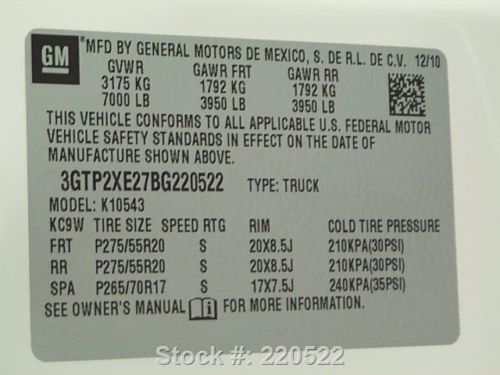 GM
*MFD BY GENERAL MOTORS DE MEXICO, S. DE R.L. DE C.V. 12/10
GVWR GAWR FRT GAWR RR
3175 KG 1792 KG 1792 KG
7000 LB 3950 LB 3950 LB
THIS VEHICLE CONFORMS TO ALL APPLICABLE U.S. FEDERAL MOTOR
VEHICLE SAFETY STANDARDS IN EFFECT ON THE DATE OF
MANUFACTURE SHOWN ABOVE.
3GTP2XE27BG220522 TYPE: TRUCK
MODEL: K10543
KC9W TIRE SIZE SPEED RTG RIM COLD TIRE PRESSURE
FRT P275/55R20 S 20X8.5J 210KPA(30PSI)
RR P275/55R20 S 20X8.5J 210KPA(30PSI)
SPA P265/70R17 S 17X7.5J 240KPA(35PSI)
SEE OWNER'S MANUAL FOR MORE INFORMATION.
Stock #: 220522